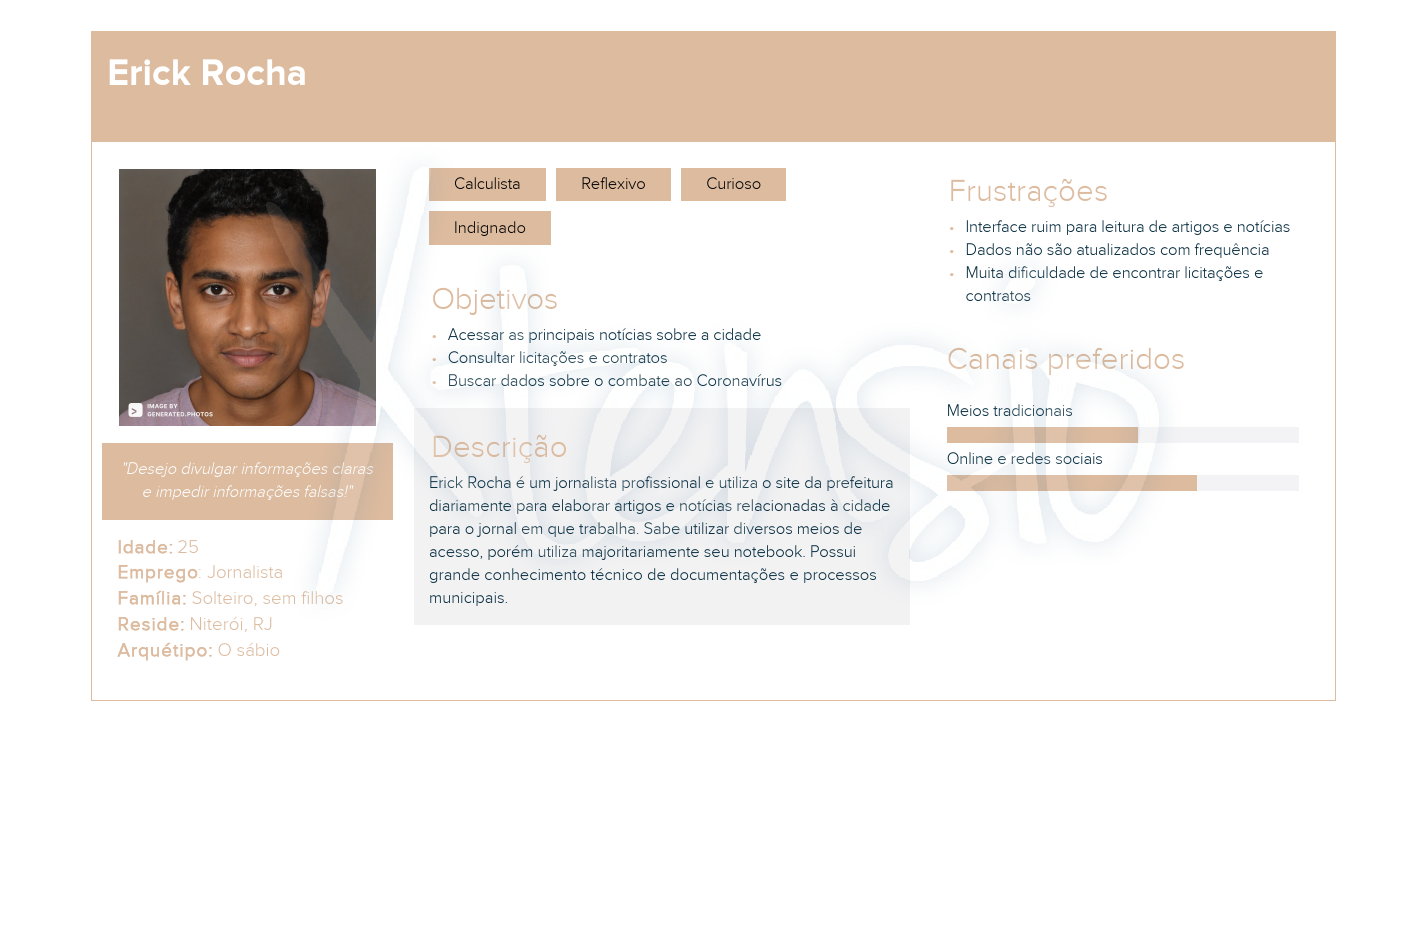 Erick Rocha
IMAGE BY
GENERATED.PHOTOS
"Desejo divulgar informações claras
e impedir informações falsas!"
Idade: 25
Emprego: Jornalista
Família: Solteiro, sem filhos
Reside: Niterói, RJ
Arquétipo: O sábio
Calculista
Reflexivo
Curioso
Indignado
Objetivos
Acessar as principais notícias sobre a cidade
Consultar licitações e contratos
Buscar dados sobre o combate ao Coronavírus
Descrição
Erick Rocha é um jornalista profissional e utiliza o site da prefeitura
diariamente para elaborar artigos e notícias relacionadas à cidade
para o jornal em que trabalha. Sabe utilizar diversos meios de
acesso, porém utiliza majoritariamente seu notebook. Possui
grande conhecimento técnico de documentações e processos
municipais.
Frustrações
Interface ruim para leitura de artigos e notícias
Dados não são atualizados com frequência
Muita dificuldade de encontrar licitações e
contratos
Canais preferidos
Meios tradicionais
Online e redes sociais
Xtensio